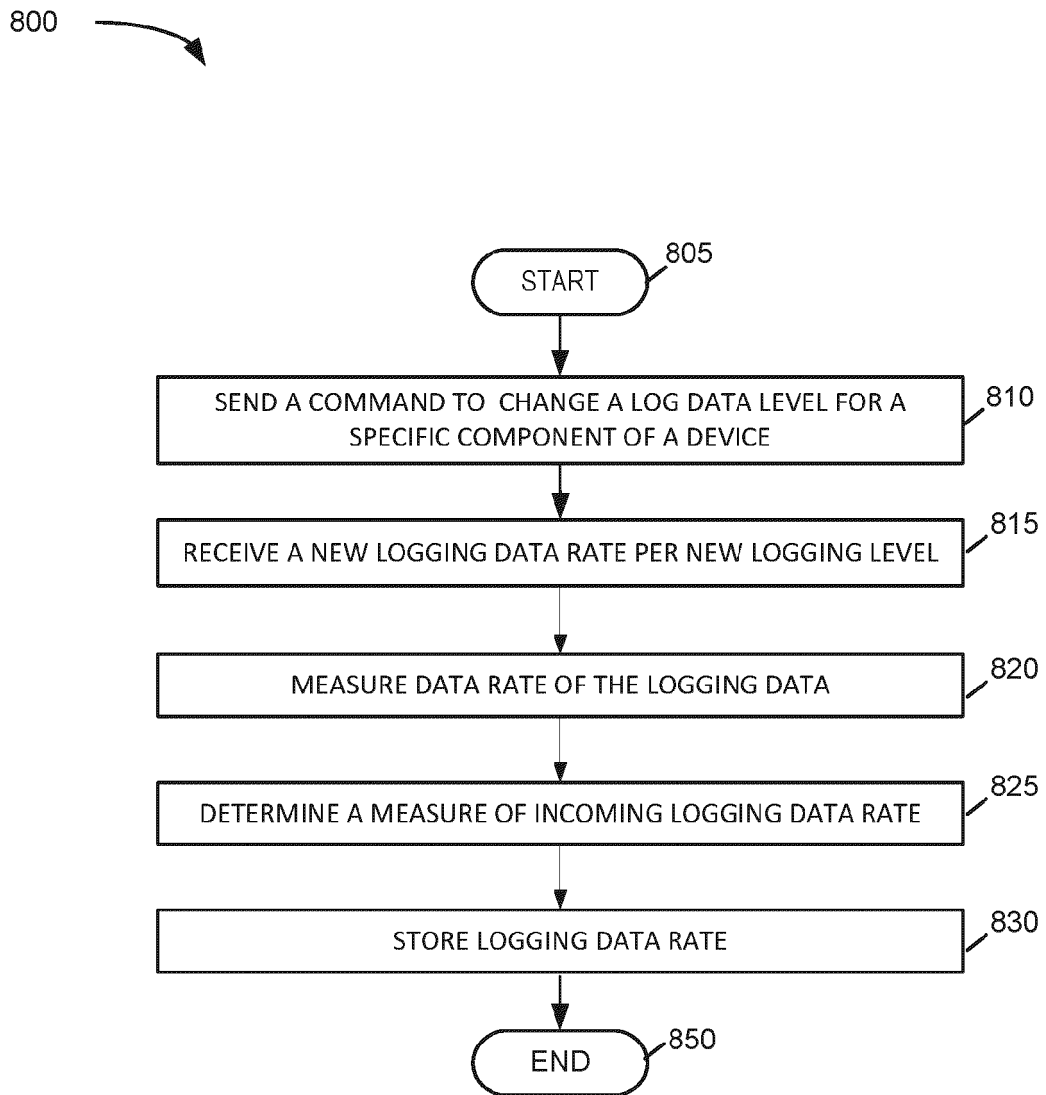 800
START
805
SEND A COMMAND TO CHANGE A LOG DATA LEVEL FOR A
SPECIFIC COMPONENT OF A DEVICE
810
RECEIVE A NEW LOGGING DATA RATE PER NEW LOGGING LEVEL
815
MEASURE DATA RATE OF THE LOGGING DATA
820
DETERMINE A MEASURE OF INCOMING LOGGING DATA RATE
825
STORE LOGGING DATA RATE
830
END
850